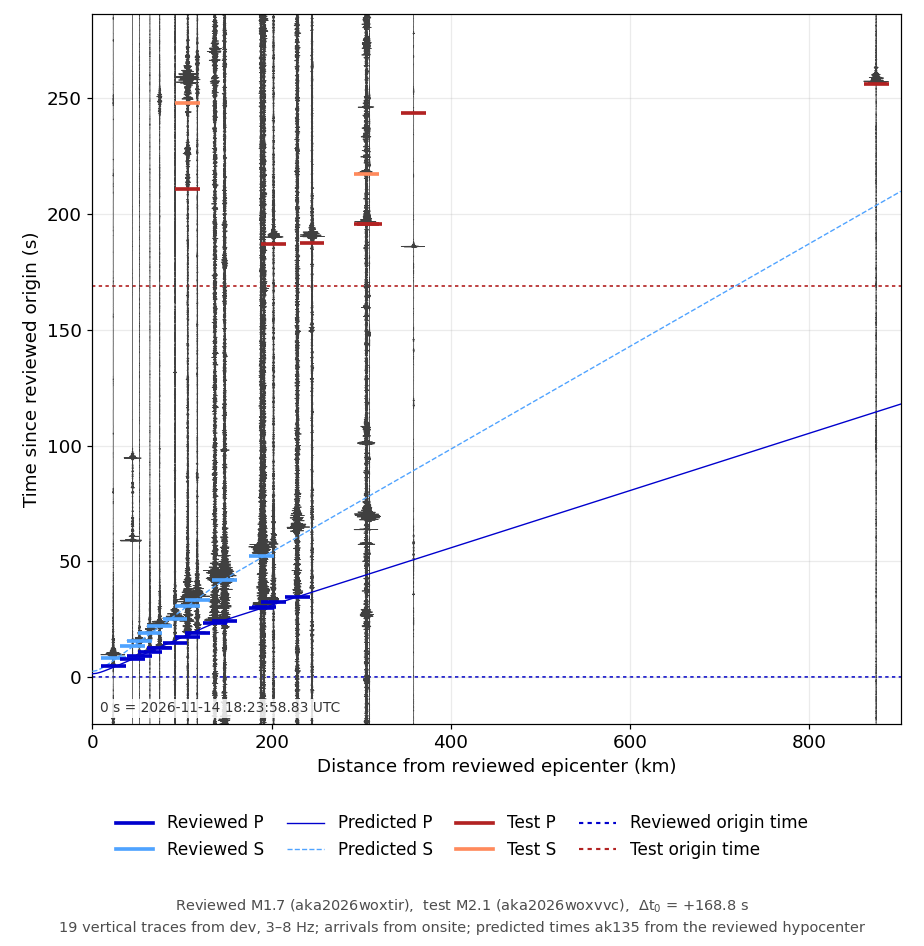 250
200
150
100
50
0
Time since reviewed origin (s)
0 s = 2026-11-14 18:23:58.83 UTC
0 200 400 600 800
Distance from reviewed epicenter (km)
Reviewed P Predicted P Test P Reviewed origin time
Reviewed S Predicted S Test S Test origin time
Reviewed M1.7 (aka2026woxtir), test M2.1 (aka2026woxvvc), Δt₀ = +168.8 s
19 vertical traces from dev, 3–8 Hz; arrivals from onsite; predicted times ak135 from the reviewed hypocenter